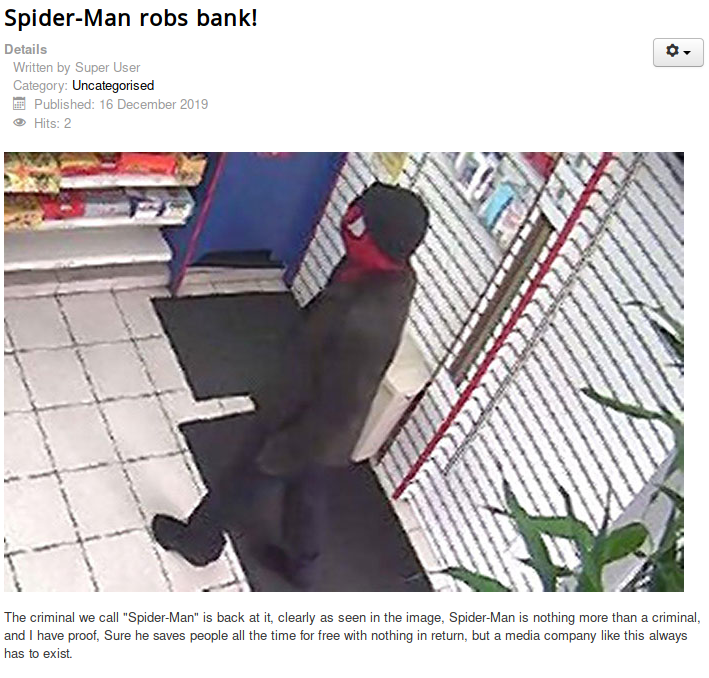 Spider-Man robs bank!
Details
Written by Super User
Category: Uncategorised
Published: 16 December 2019
Hits: 2
The criminal we call "Spider-Man" is back at it, clearly as seen in the image, Spider-Man is nothing more than a criminal,
and I have proof, Sure he saves people all the time for free with nothing in return, but a media company like this always
has to exist.